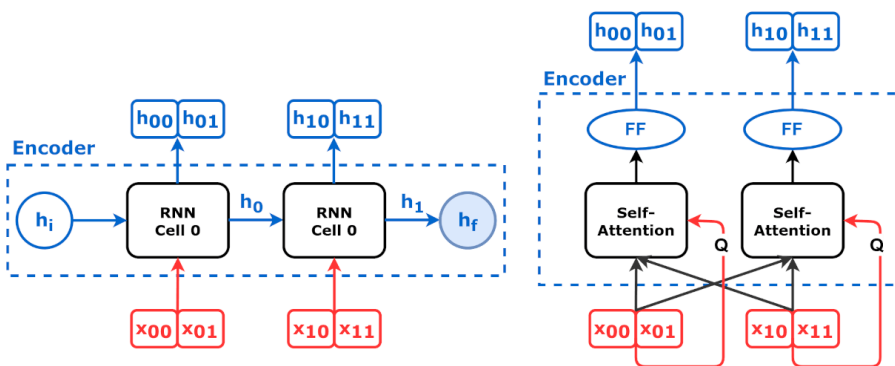 h00 h01
h10 h11
Encoder
hi
RNN
Cell 0
h0
RNN
Cell 0
h1
hf
x00 x01
x10 x11
h00 h01
h10 h11
Encoder
FF
FF
Self-
Attention
Q
Self-
Attention
Q
x00 x01
x10 x11